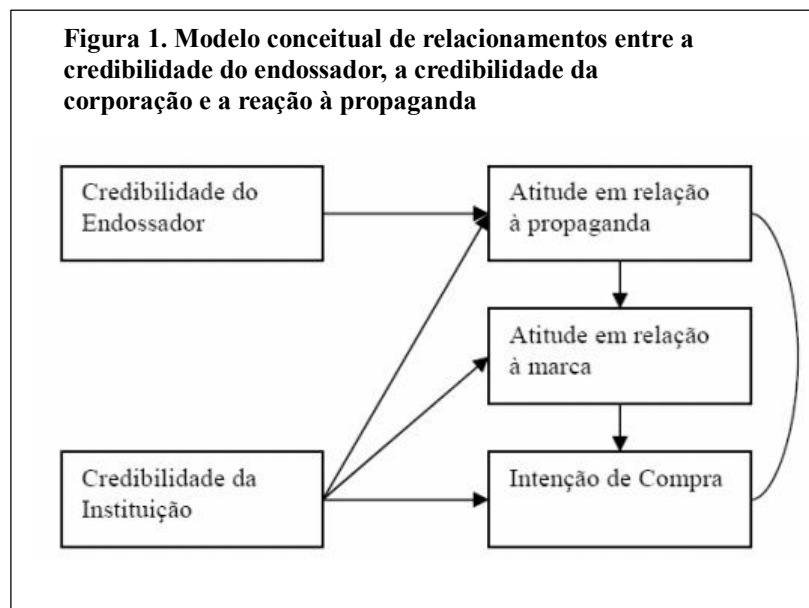 Figura 1. Modelo conceitual de relacionamentos entre a
credibilidade do endossador, a credibilidade da
corporação e a reação à propaganda
Credibilidade do
Endossador
Atitude em relação
à propaganda
Atitude em relação
à marca
Credibilidade da
Instituição
Intenção de Compra